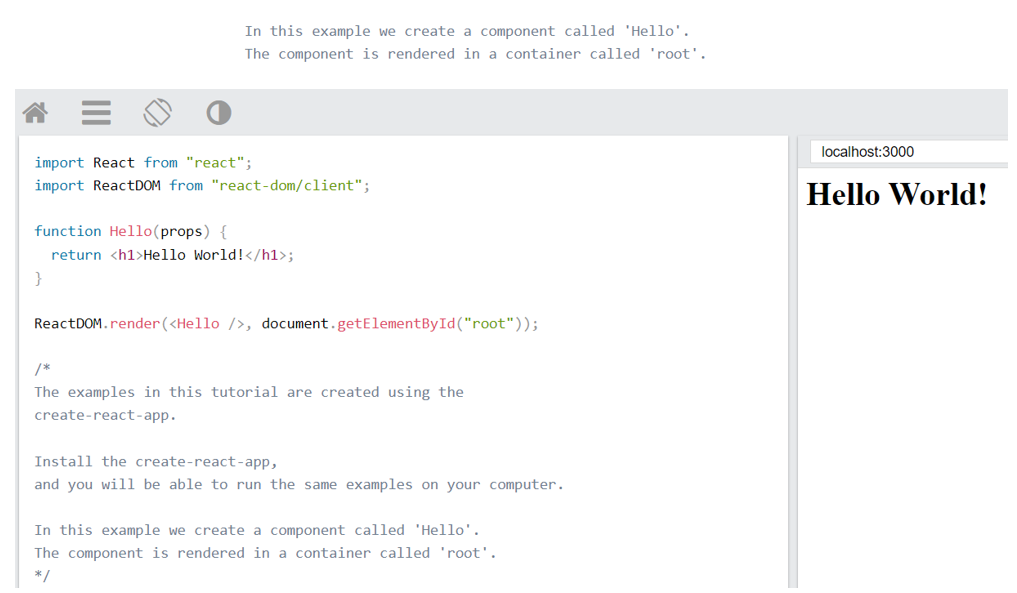 In this example we create a component called 'Hello'.
The component is rendered in a container called 'root'.
import React from "react";
import ReactDOM from "react-dom/client";
function Hello(props) {
  return <h1>Hello World!</h1>;
}
ReactDOM.render(<Hello />, document.getElementById("root"));
/*
The examples in this tutorial are created using the
create-react-app.
Install the create-react-app,
and you will be able to run the same examples on your computer.
In this example we create a component called 'Hello'.
The component is rendered in a container called 'root'.
*/
localhost:3000
Hello World!